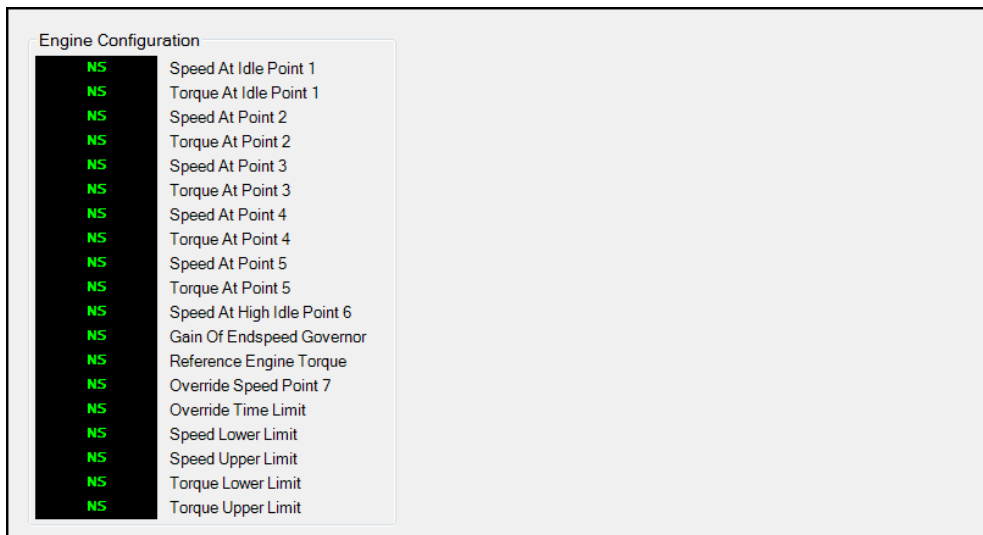 Engine Configuration
NS Speed At Idle Point 1
NS Torque At Idle Point 1
NS Speed At Point 2
NS Torque At Point 2
NS Speed At Point 3
NS Torque At Point 3
NS Speed At Point 4
NS Torque At Point 4
NS Speed At Point 5
NS Torque At Point 5
NS Speed At High Idle Point 6
NS Gain Of Endspeed Governor
NS Reference Engine Torque
NS Override Speed Point 7
NS Override Time Limit
NS Speed Lower Limit
NS Speed Upper Limit
NS Torque Lower Limit
NS Torque Upper Limit